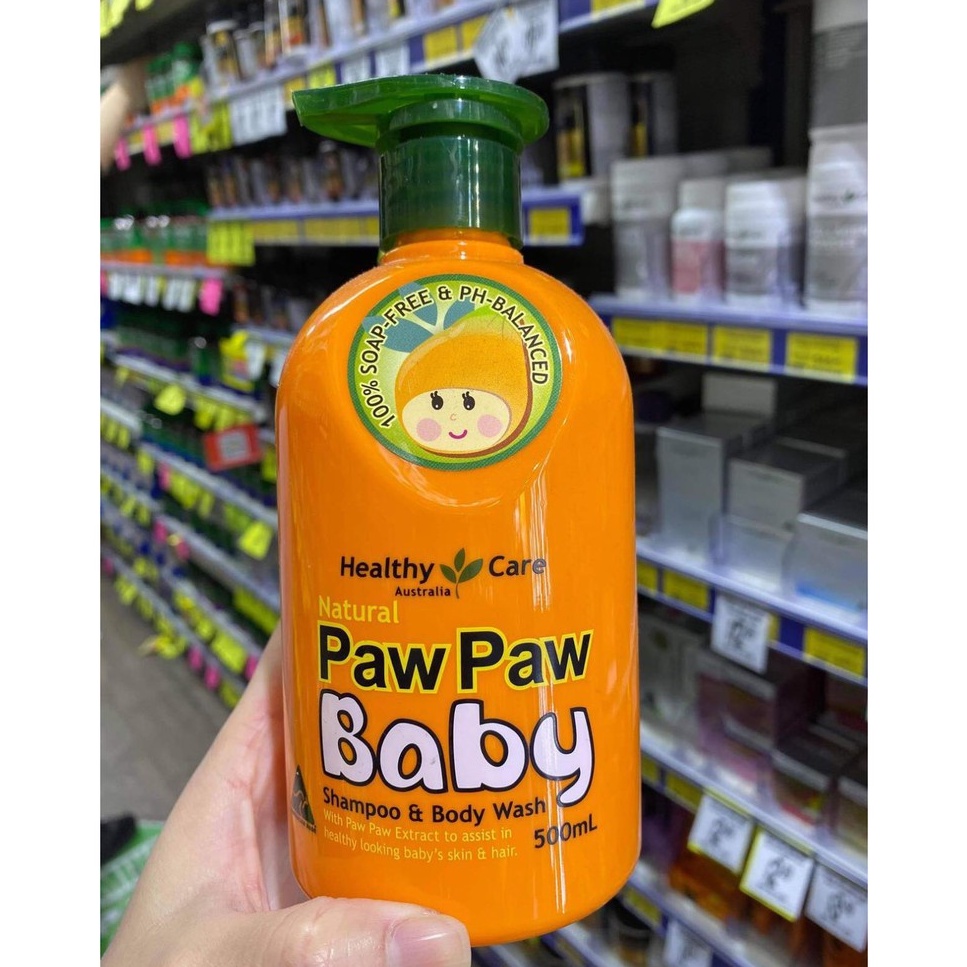 100% SOAP-FREE & PH-BALANCED
Healthy Care
Australia
Natural
Paw Paw
Baby
Shampoo & Body Wash
With Paw Paw Extract to assist in
healthy looking baby's skin & hair.
500mL